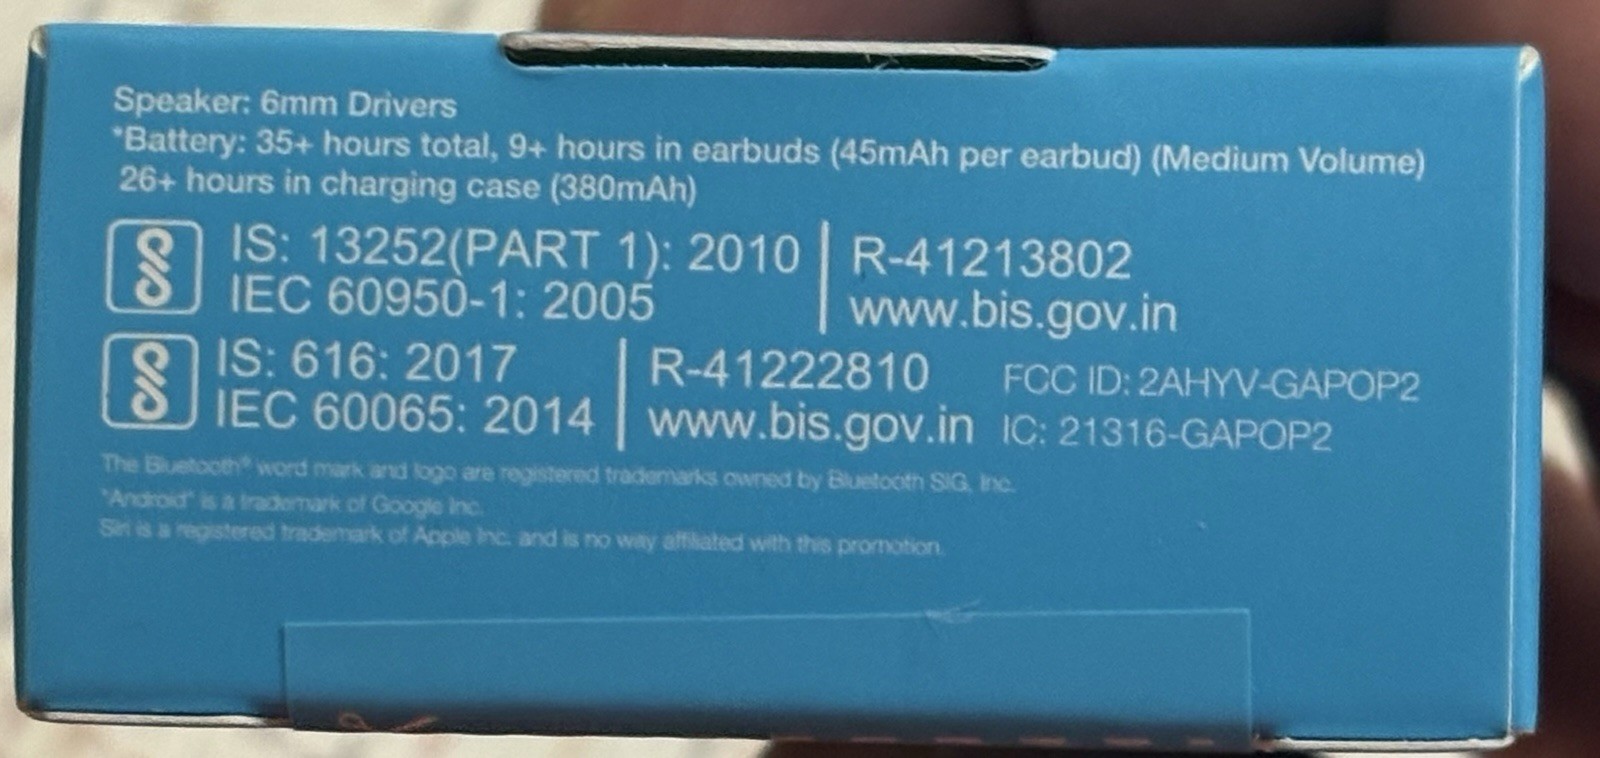 Speaker: 6mm Drivers
*Battery: 35+ hours total, 9+ hours in earbuds (45mAh per earbud) (Medium Volume)
26+ hours in charging case (380mAh)
IS: 13252(PART 1): 2010
IEC 60950-1: 2005
R-41213802
www.bis.gov.in
IS: 616: 2017
IEC 60065: 2014
R-41222810
www.bis.gov.in
FCC ID: 2AHYV-GAPOP2
IC: 21316-GAPOP2
The Bluetooth® word mark and logo are registered trademarks owned by Bluetooth SIG, Inc.
"Android" is a trademark of Google Inc.
Siri is a registered trademark of Apple Inc. and is no way affiliated with this promotion.